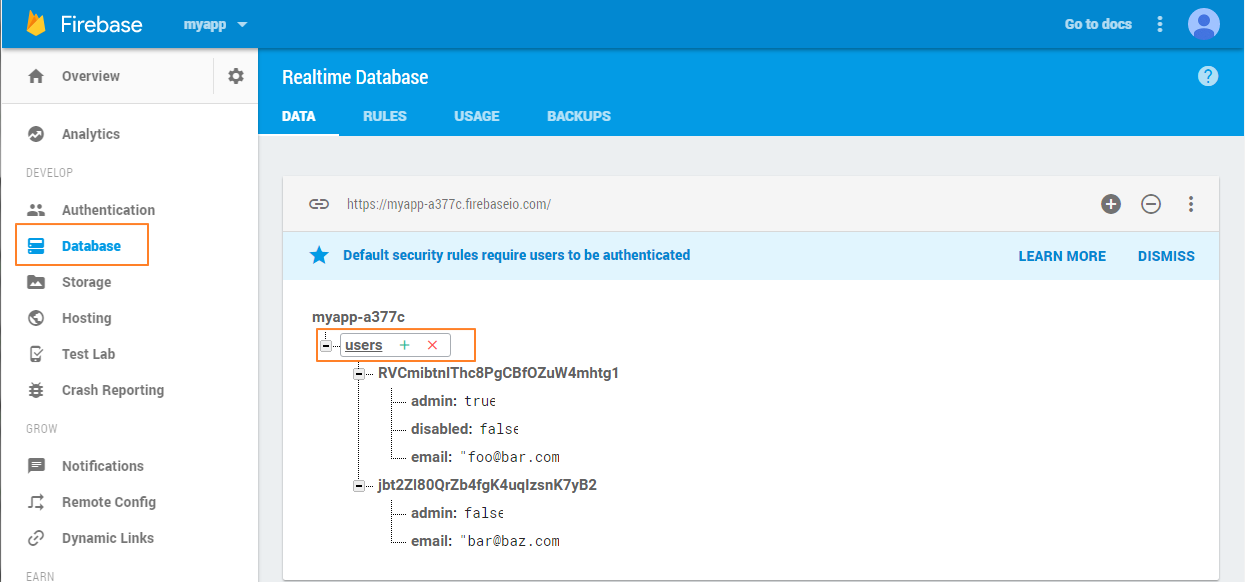 Firebase myapp Go to docs
Overview
Realtime Database ?
DATA RULES USAGE BACKUPS
Analytics
DEVELOP
Authentication
Database
Storage
Hosting
Test Lab
Crash Reporting
GROW
Notifications
Remote Config
Dynamic Links
EARN
https://myapp-a377c.firebaseio.com/
Default security rules require users to be authenticated LEARN MORE DISMISS
myapp-a377c
users
RVCmibtnIThc8PgCBfOZuW4mhtg1
admin: true
disabled: false
email: "foo@bar.com
jbt2Zl80QrZb4fgK4uqIzsnK7yB2
admin: false
email: "bar@baz.com